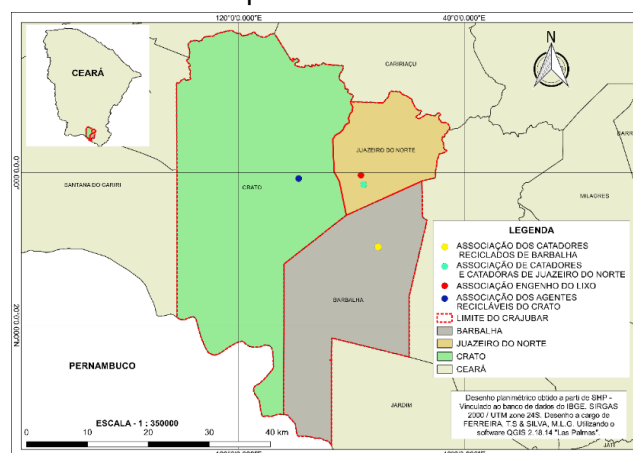 120°0'0.000"E
40°0'0.000"E
N
CEARÁ
CARIRIAÇU
JUAZEIRO DO NORTE
SANTANA DO CARIRI
CRATO
MILAGRES
BARBALHA
PERNAMBUCO
JARDIM
JATI
LEGENDA
ASSOCIAÇÃO DOS CATADORES
RECICLADOS DE BARBALHA
ASSOCIAÇÃO DE CATADORES
E CATADORAS DE JUAZEIRO DO NORTE
ASSOCIAÇÃO ENGENHO DO LIXO
ASSOCIAÇÃO DOS AGENTES
RECICLÁVEIS DO CRATO
LIMITE DO CRAJUBAR
BARBALHA
JUAZEIRO DO NORTE
CRATO
CEARÁ
Desenho planimétrico obtido a parti de SHP -
Vinculado ao banco de dados do IBGE. SIRGAS
2000 / UTM zone 24S. Desenho a cargo de
FERREIRA, T.S & SILVA, M.L.G. Utilizando o
software QGIS 2.18.14 "Las Palmas".
ESCALA - 1 : 350000
0 10 20 30 40 km